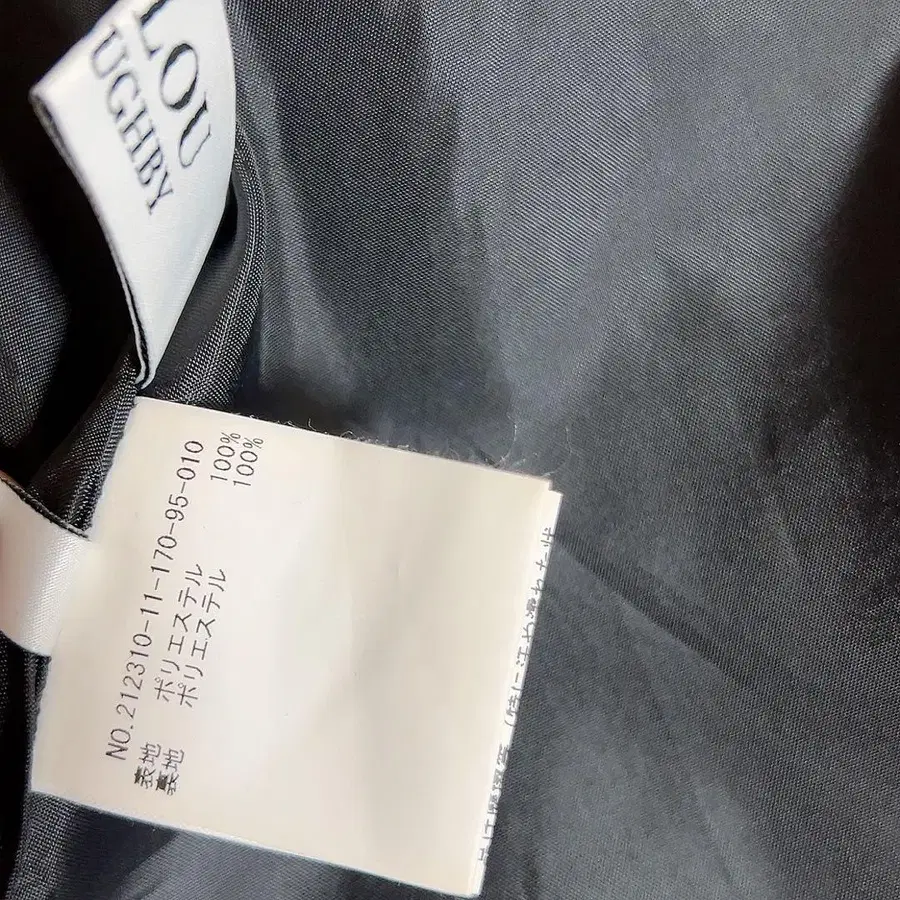 LOU
UGHBY
NO.212310-11-170-95-010
表地 ポリエステル 100%
裏地 ポリエステル 100%